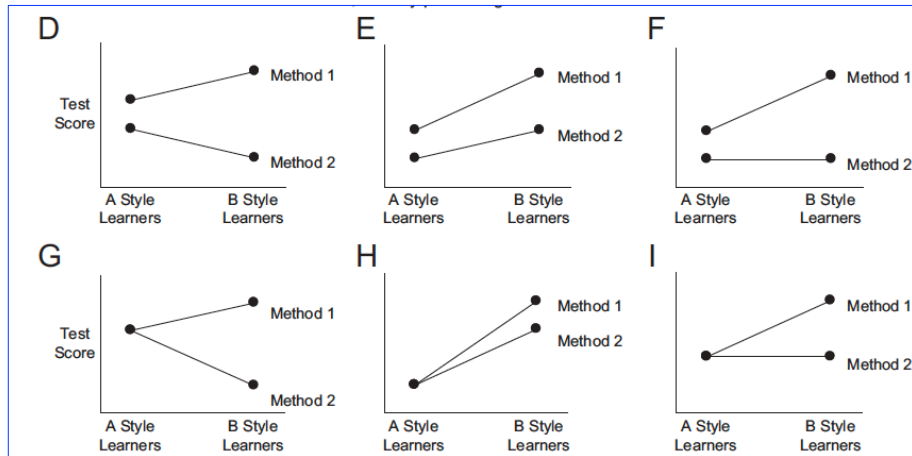 D
E
F
Method 1
Method 1
Method 1
Test
Score
Method 2
Method 2
Method 2
A Style
Learners
B Style
Learners
A Style
Learners
B Style
Learners
A Style
Learners
B Style
Learners
G
H
I
Method 1
Method 1
Method 1
Test
Score
Method 2
Method 2
Method 2
A Style
Learners
B Style
Learners
A Style
Learners
B Style
Learners
A Style
Learners
B Style
Learners